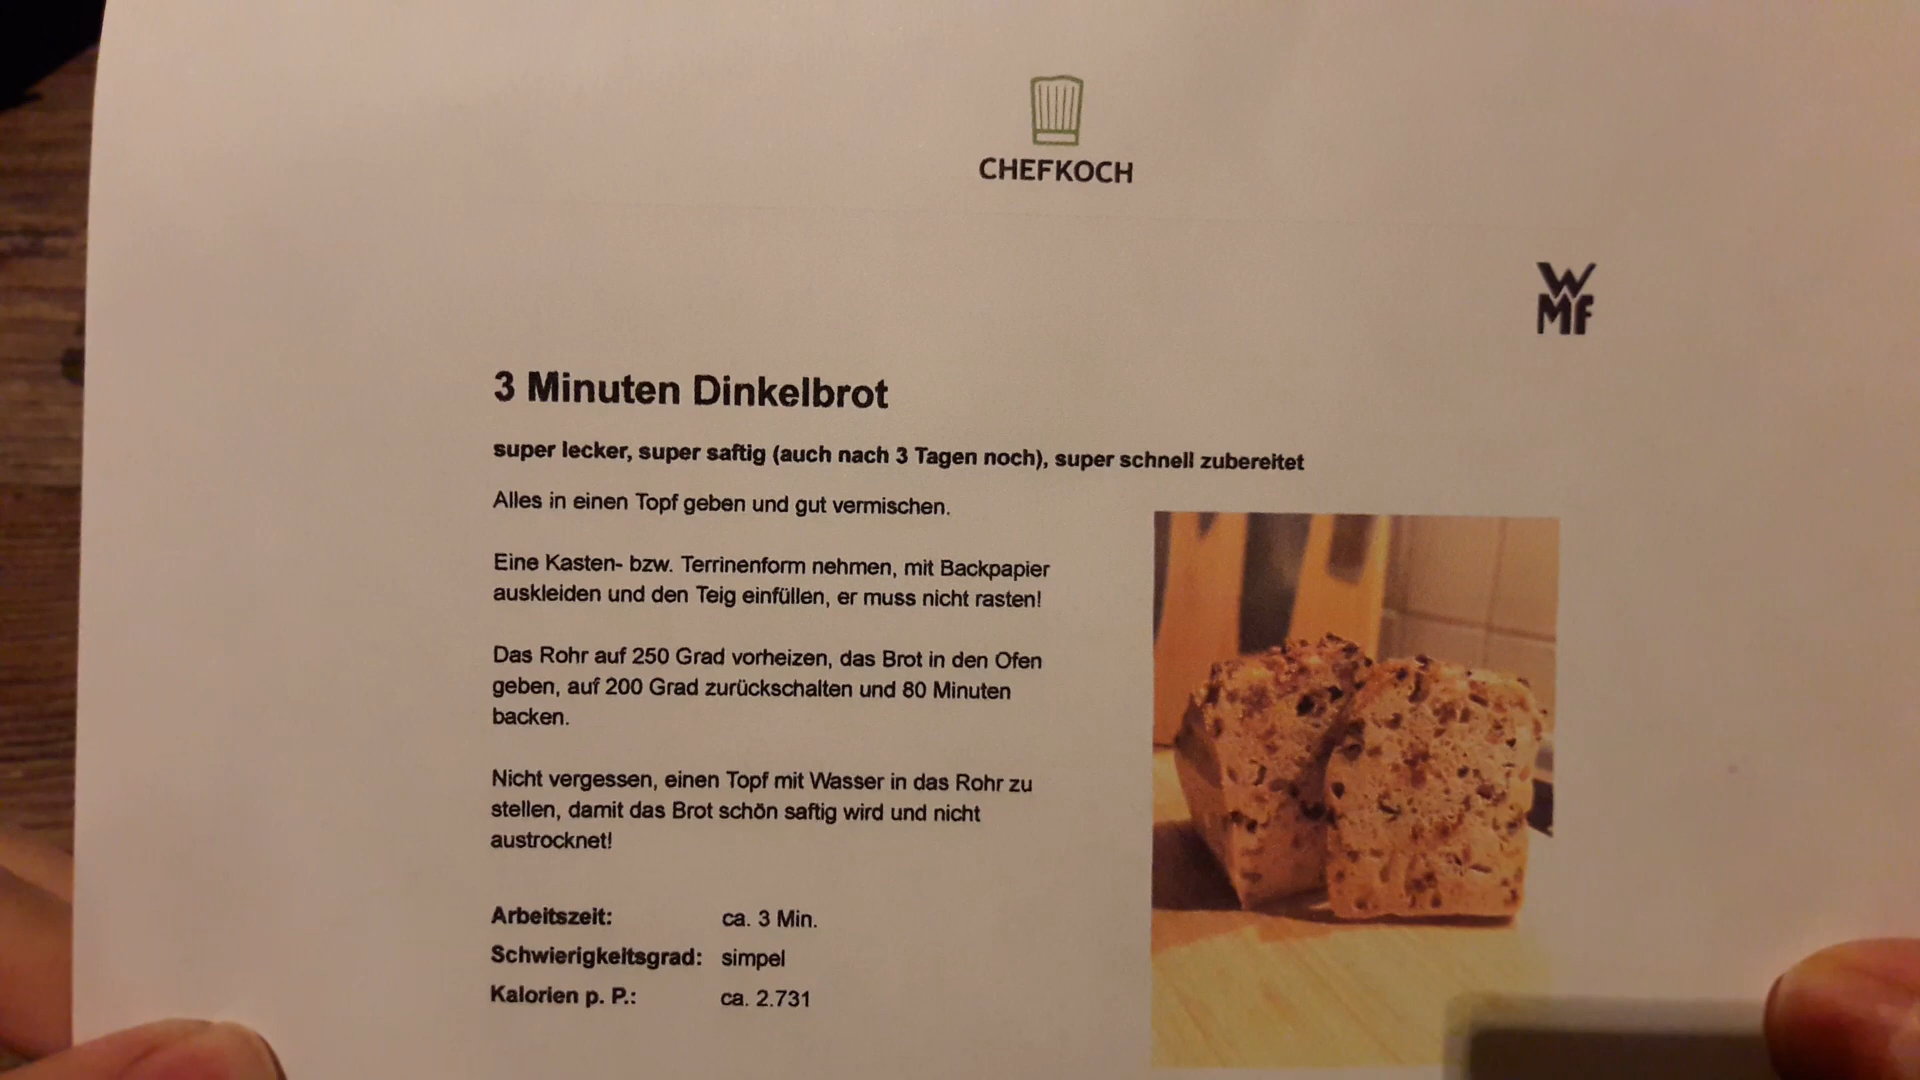 CHEFKOCH
WMF
3 Minuten Dinkelbrot
super lecker, super saftig (auch nach 3 Tagen noch), super schnell zubereitet
Alles in einen Topf geben und gut vermischen.
Eine Kasten- bzw. Terrinenform nehmen, mit Backpapier
auskleiden und den Teig einfüllen, er muss nicht rasten!
Das Rohr auf 250 Grad vorheizen, das Brot in den Ofen
geben, auf 200 Grad zurückschalten und 80 Minuten
backen.
Nicht vergessen, einen Topf mit Wasser in das Rohr zu
stellen, damit das Brot schön saftig wird und nicht
austrocknet!
Arbeitszeit: ca. 3 Min.
Schwierigkeitsgrad: simpel
Kalorien p. P.: ca. 2.731